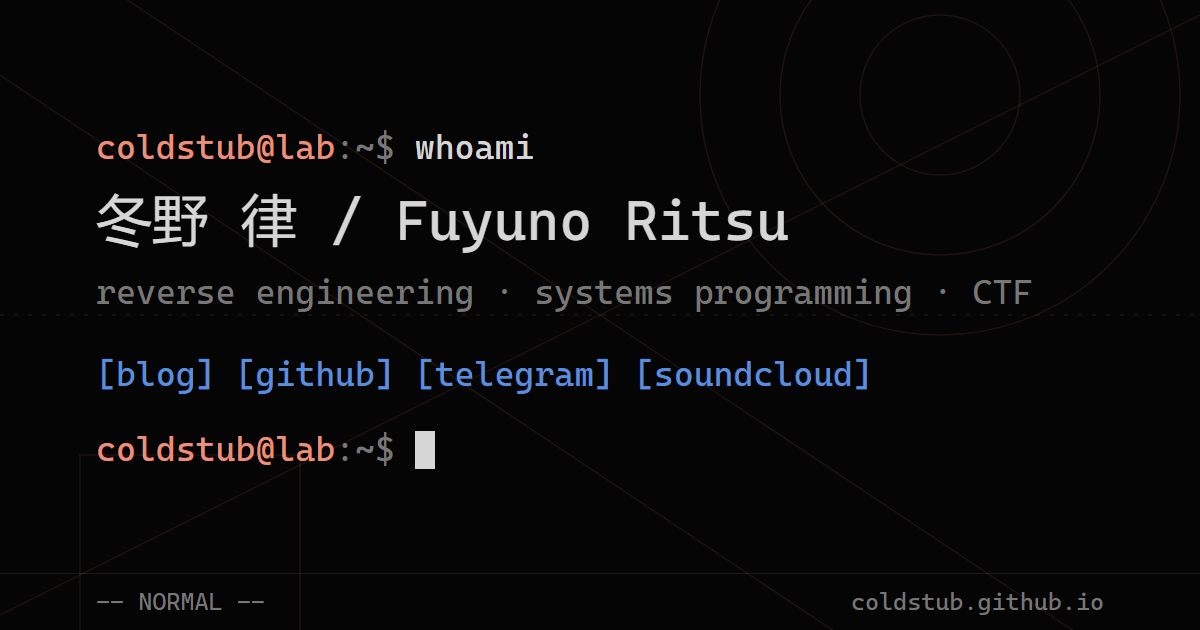 coldstub@lab:~$ whoami
冬野 律 / Fuyuno Ritsu
reverse engineering · systems programming · CTF
[blog] [github] [telegram] [soundcloud]
coldstub@lab:~$
-- NORMAL --
coldstub.github.io